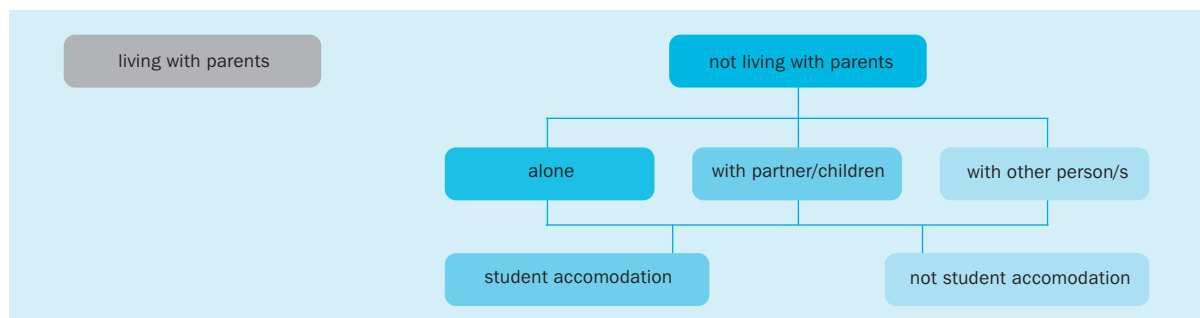 living with parents
not living with parents
alone
with partner/children
with other person/s
student accomodation
not student accomodation